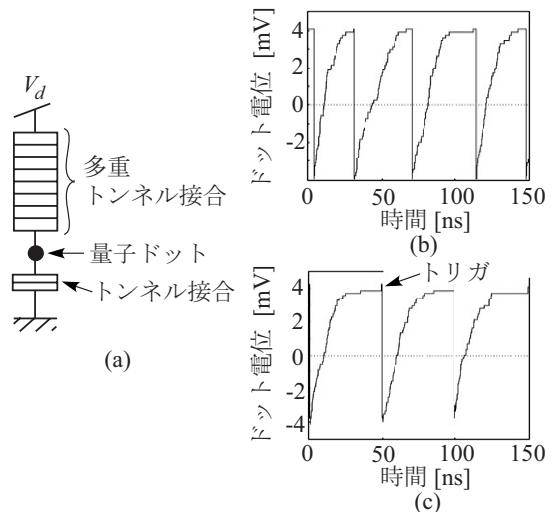 V_d
多重
トンネル接合
量子ドット
トンネル接合
(a)
ドット電位 [mV]
4
2
0
-2
0
50
100
150
時間 [ns]
(b)
トリガ
ドット電位 [mV]
4
2
0
-2
-4
0
50
100
150
時間 [ns]
(c)